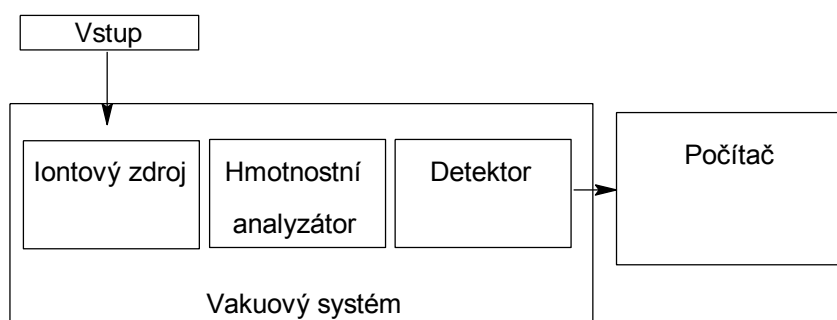 Vstup
Iontový zdroj
Hmotnostní
analyzátor
Detektor
Počítač
Vakuový systém